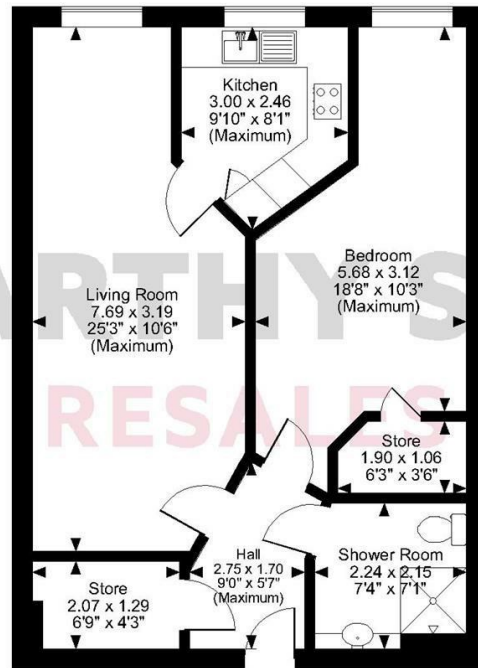 Kitchen
3.00 x 2.46
9'10" x 8'1"
(Maximum)
Bedroom
5.68 x 3.12
18'8" x 10'3"
(Maximum)
Living Room
7.69 x 3.19
25'3" x 10'6"
(Maximum)
ARTHY S
RESALES
Store
1.90 x 1.06
6'3" x 3'6"
Hall
2.75 x 1.70
9'0" x 5'7"
(Maximum)
Shower Room
2.24 x 2.15
7'4" x 7'1"
Store
2.07 x 1.29
6'9" x 4'3"